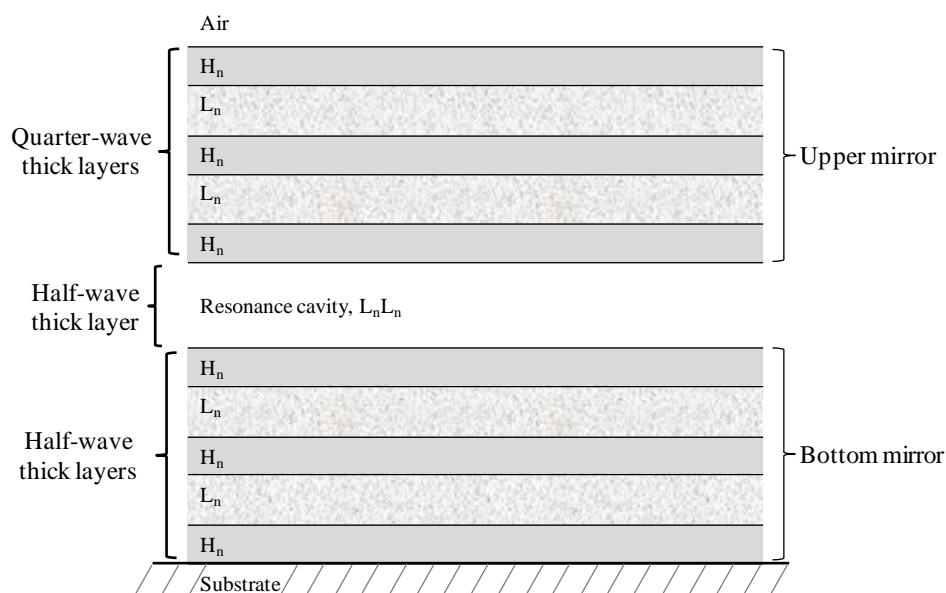 Air
Hₙ
Lₙ
Quarter-wave
thick layers
Hₙ
Upper mirror
Lₙ
Hₙ
Half-wave
thick layer
Resonance cavity, LₙLₙ
Hₙ
Lₙ
Half-wave
thick layers
Hₙ
Bottom mirror
Lₙ
Hₙ
Substrate